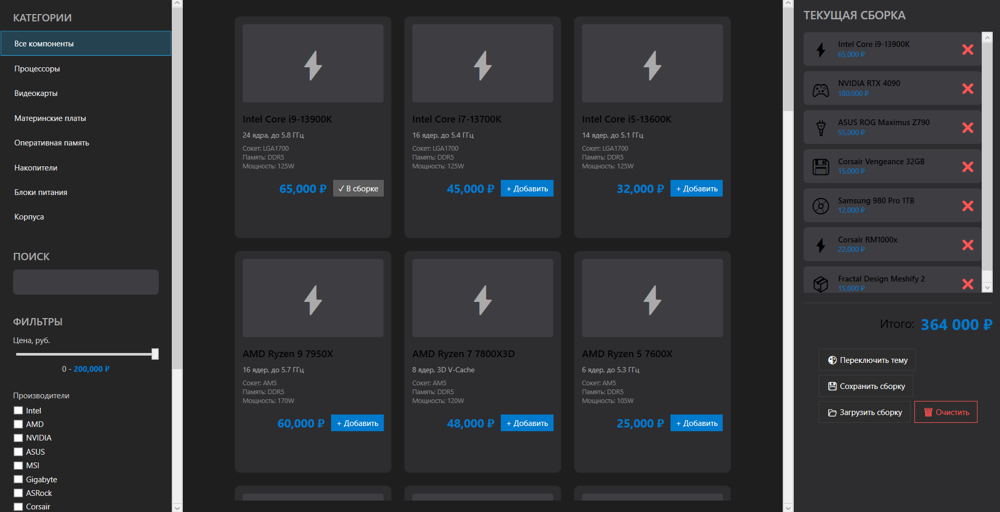 КАТЕГОРИИ
Все компоненты
Процессоры
Видеокарты
Материнские платы
Оперативная память
Накопители
Блоки питания
Корпуса
ПОИСК
ФИЛЬТРЫ
Цена, руб.
0 - 200,000 ₽
Производители
Intel
AMD
NVIDIA
ASUS
MSI
Gigabyte
ASRock
Corsair
Intel Core i9-13900K
24 ядра, до 5.8 ГГц
Сокет: LGA1700
Память: DDR5
Мощность: 125W
65,000 ₽ ✓ В сборке
Intel Core i7-13700K
16 ядер, до 5.4 ГГц
Сокет: LGA1700
Память: DDR5
Мощность: 125W
45,000 ₽ + Добавить
Intel Core i5-13600K
14 ядер, до 5.1 ГГц
Сокет: LGA1700
Память: DDR5
Мощность: 125W
32,000 ₽ + Добавить
AMD Ryzen 9 7950X
16 ядер, до 5.7 ГГц
Сокет: AM5
Память: DDR5
Мощность: 170W
60,000 ₽ + Добавить
AMD Ryzen 7 7800X3D
8 ядер, 3D V-Cache
Сокет: AM5
Память: DDR5
Мощность: 120W
48,000 ₽ + Добавить
AMD Ryzen 5 7600X
6 ядер, до 5.3 ГГц
Сокет: AM5
Память: DDR5
Мощность: 105W
25,000 ₽ + Добавить
ТЕКУЩАЯ СБОРКА
Intel Core i9-13900K
65,000 ₽
NVIDIA RTX 4090
180,000 ₽
ASUS ROG Maximus Z790
55,000 ₽
Corsair Vengeance 32GB
15,000 ₽
Samsung 980 Pro 1TB
12,000 ₽
Corsair RM1000x
22,000 ₽
Fractal Design Meshify 2
15,000 ₽
Итого: 364 000 ₽
Переключить тему
Сохранить сборку
Загрузить сборку
Очистить